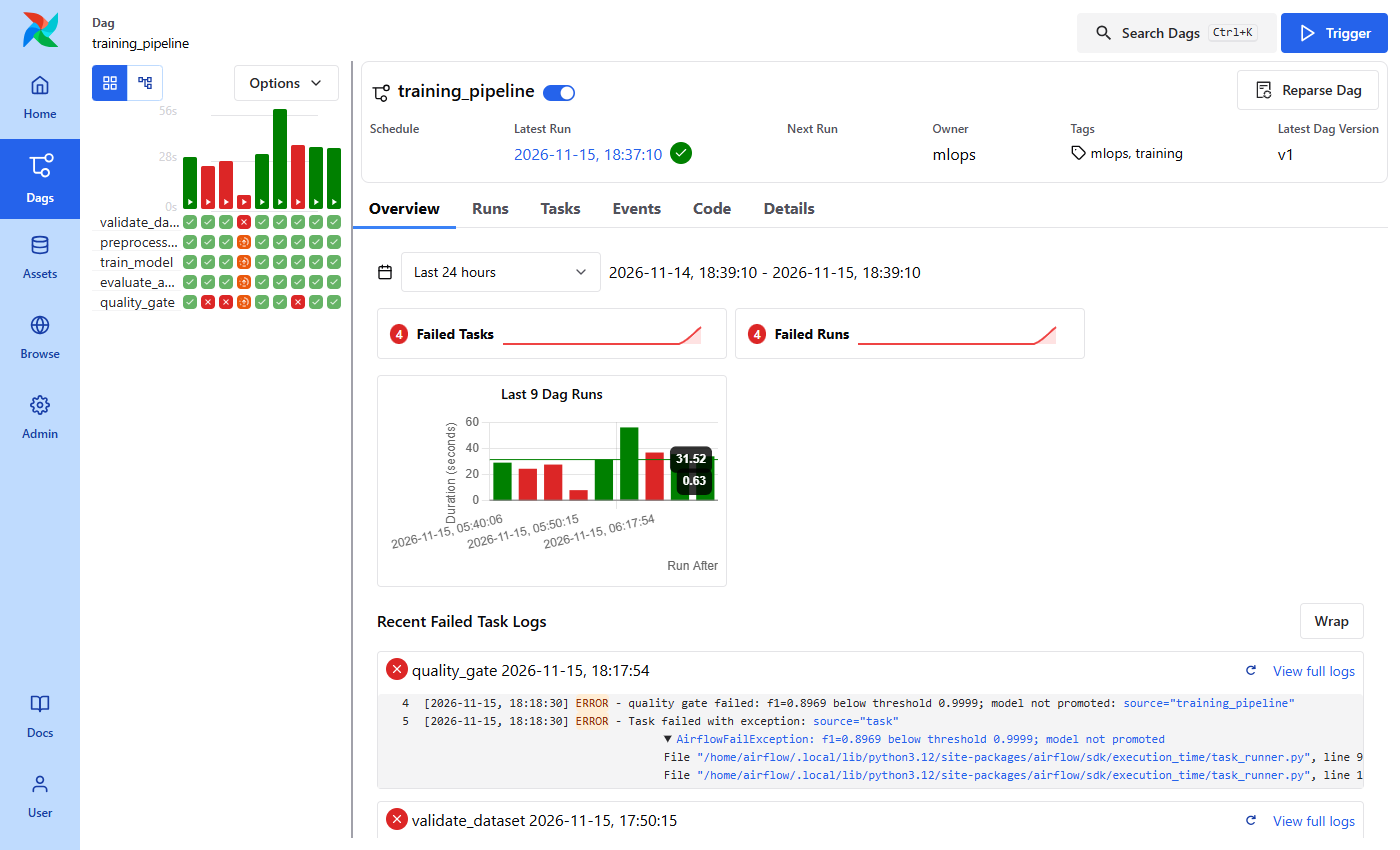 Dag
training_pipeline
Search Dags Ctrl+K
Trigger
Home
Dags
Assets
Browse
Admin
Docs
User
Options
56s
28s
0s
validate_da...
preprocess...
train_model
evaluate_a...
quality_gate
training_pipeline
Reparse Dag
Schedule
Latest Run
2026-11-15, 18:37:10
Next Run
Owner
mlops
Tags
mlops, training
Latest Dag Version
v1
Overview Runs Tasks Events Code Details
Last 24 hours
2026-11-14, 18:39:10 - 2026-11-15, 18:39:10
4 Failed Tasks
4 Failed Runs
Last 9 Dag Runs
Duration (seconds)
60
40
20
0
31.52
0.63
2026-11-15, 05:40:06
2026-11-15, 05:50:15
2026-11-15, 06:17:54
Run After
Recent Failed Task Logs
Wrap
quality_gate 2026-11-15, 18:17:54
View full logs
4 [2026-11-15, 18:18:30] ERROR - quality gate failed: f1=0.8969 below threshold 0.9999; model not promoted: source="training_pipeline"
5 [2026-11-15, 18:18:30] ERROR - Task failed with exception: source="task"
▼ AirflowFailException: f1=0.8969 below threshold 0.9999; model not promoted
File "/home/airflow/.local/lib/python3.12/site-packages/airflow/sdk/execution_time/task_runner.py", line 9
File "/home/airflow/.local/lib/python3.12/site-packages/airflow/sdk/execution_time/task_runner.py", line 1
validate_dataset 2026-11-15, 17:50:15
View full logs